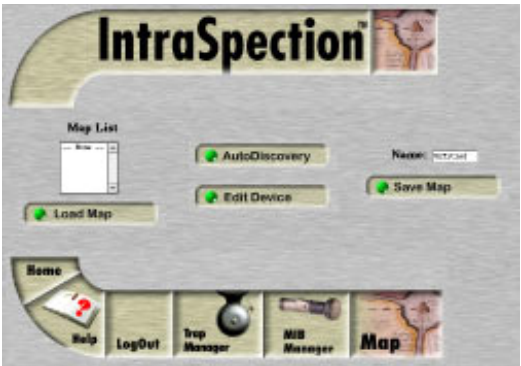 IntraSpection™
Map List
AutoDiscovery
Name:
Edit Device
Save Map
Load Map
Home
Help
LogOut
Trap
Manager
MIB
Manager
Map